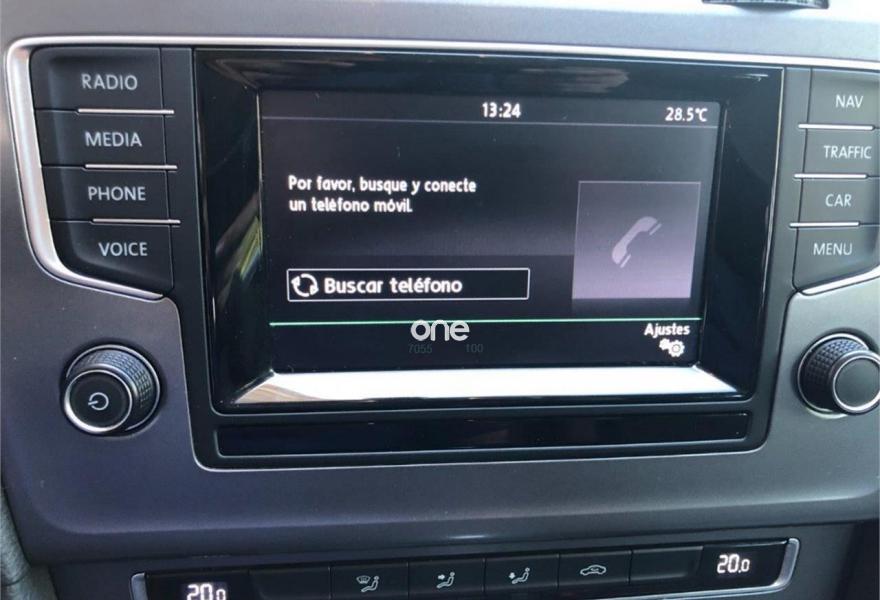 RADIO
MEDIA
PHONE
VOICE
13:24
28.5°C
Por favor, busque y conecte
un teléfono móvil.
Buscar teléfono
Ajustes
one
7055 100
NAV
TRAFFIC
CAR
MENU
20.0
20.0